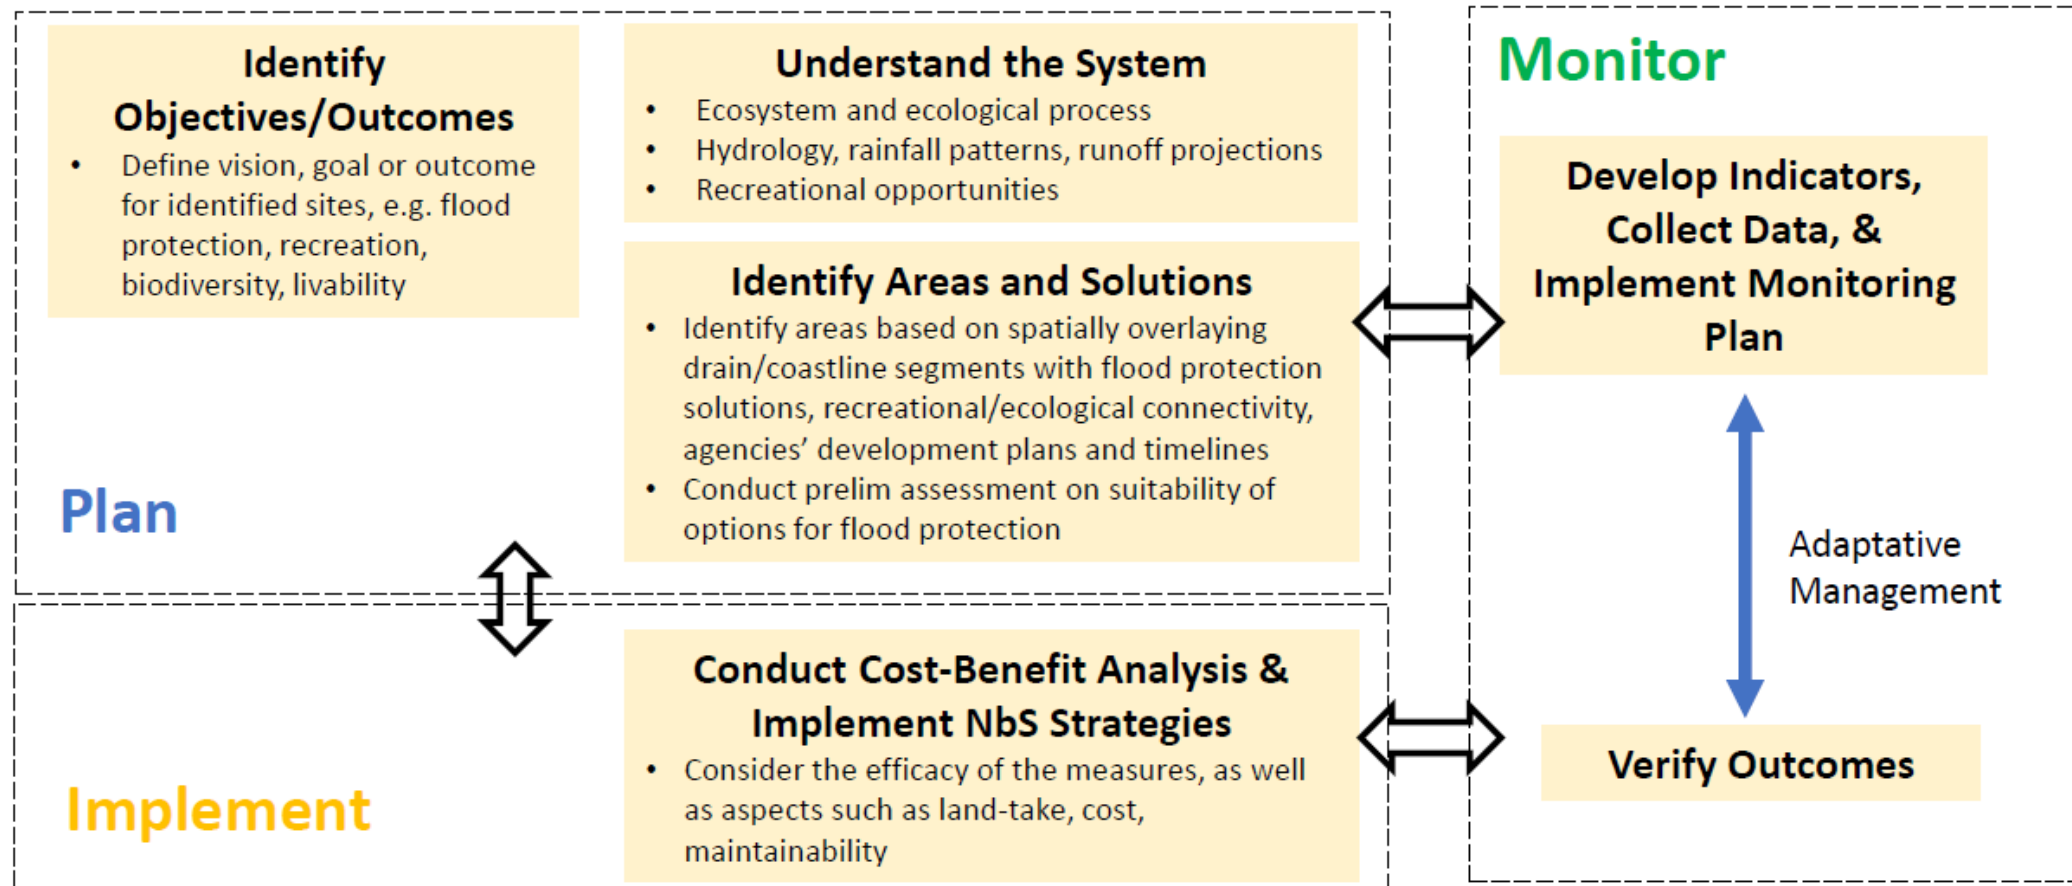 Identify
Objectives/Outcomes
• Define vision, goal or outcome
for identified sites, e.g. flood
protection, recreation,
biodiversity, livability
Plan
Understand the System
• Ecosystem and ecological process
• Hydrology, rainfall patterns, runoff projections
• Recreational opportunities
Identify Areas and Solutions
• Identify areas based on spatially overlaying
drain/coastline segments with flood protection
solutions, recreational/ecological connectivity,
agencies’ development plans and timelines
• Conduct prelim assessment on suitability of
options for flood protection
Implement
Conduct Cost-Benefit Analysis &
Implement NbS Strategies
• Consider the efficacy of the measures, as well
as aspects such as land-take, cost,
maintainability
Monitor
Develop Indicators,
Collect Data, &
Implement Monitoring
Plan
Adaptative
Management
Verify Outcomes